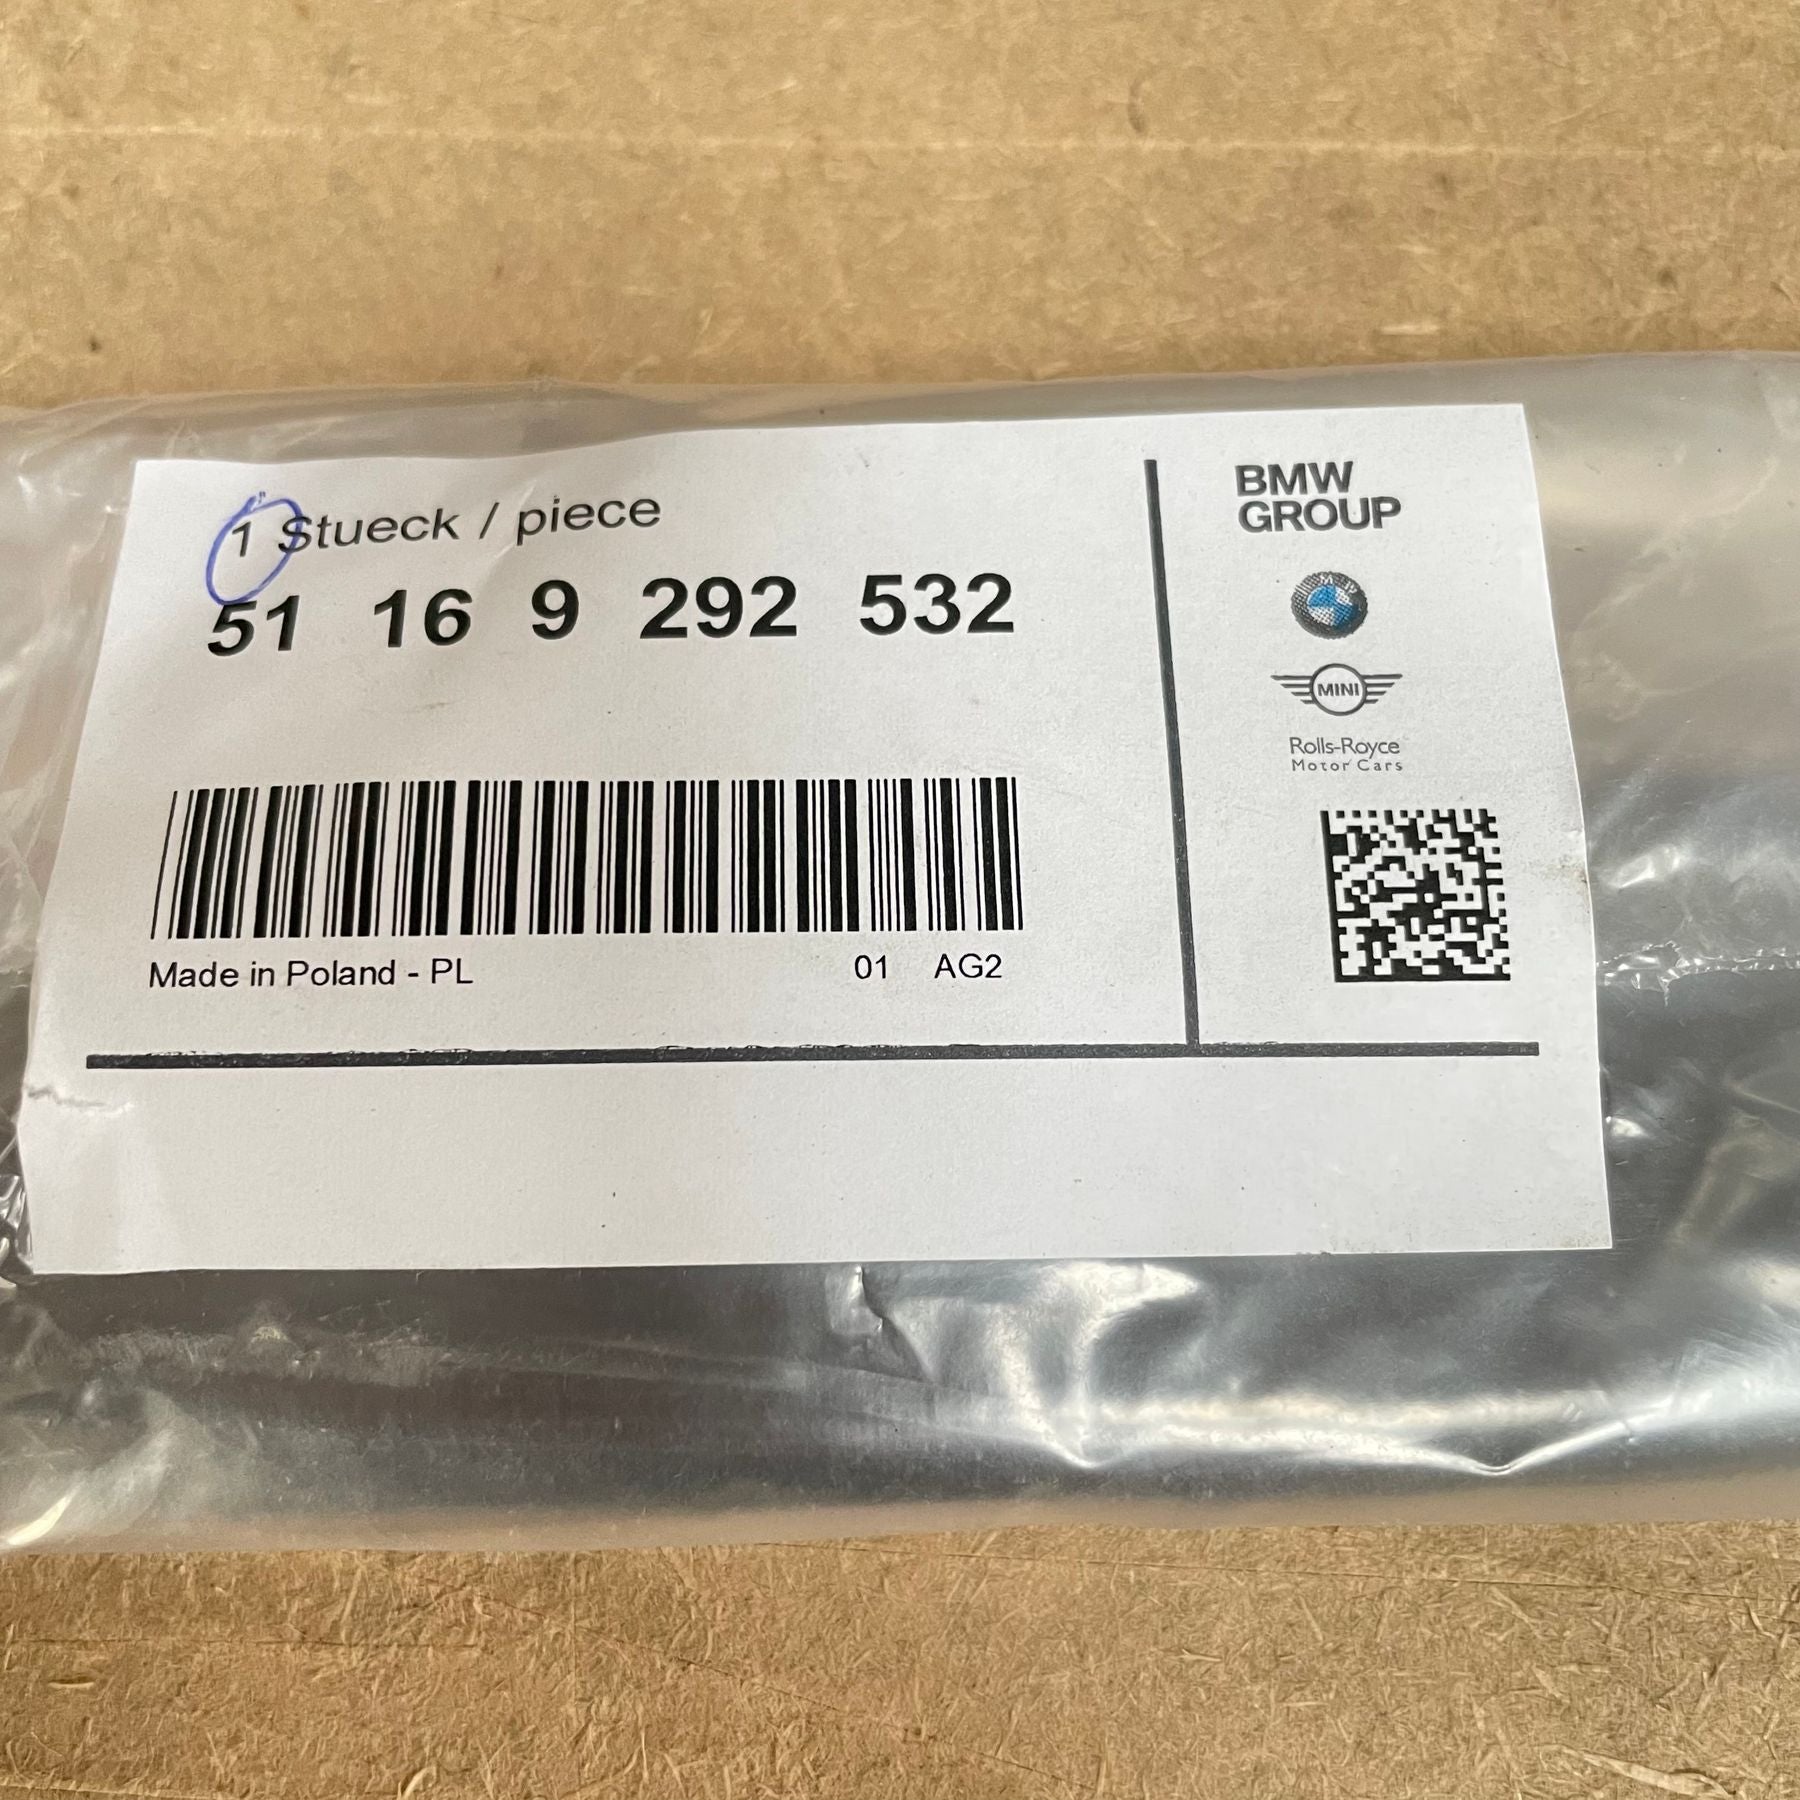 1 Stueck / piece
51 16 9 292 532
Made in Poland - PL 01 AG2
BMW
GROUP
MINI
Rolls-Royce
Motor Cars